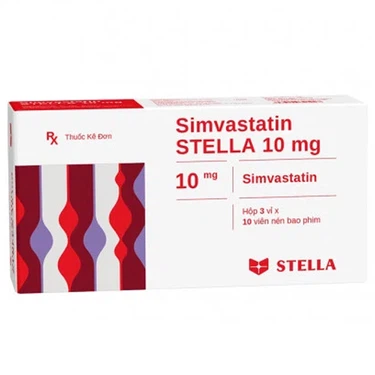 Rx Thuốc Kê Đơn
Simvastatin
STELLA 10 mg
10 mg
Simvastatin
Hộp 3 vỉ x
10 viên nén bao phim
STELLA